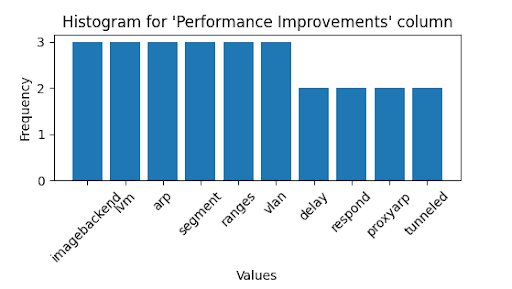 Histogram for 'Performance Improvements' column
Frequency
3
2
1
0
imagebackend
lvm
arp
segment
ranges
vlan
delay
respond
proxyarp
tunneled
Values